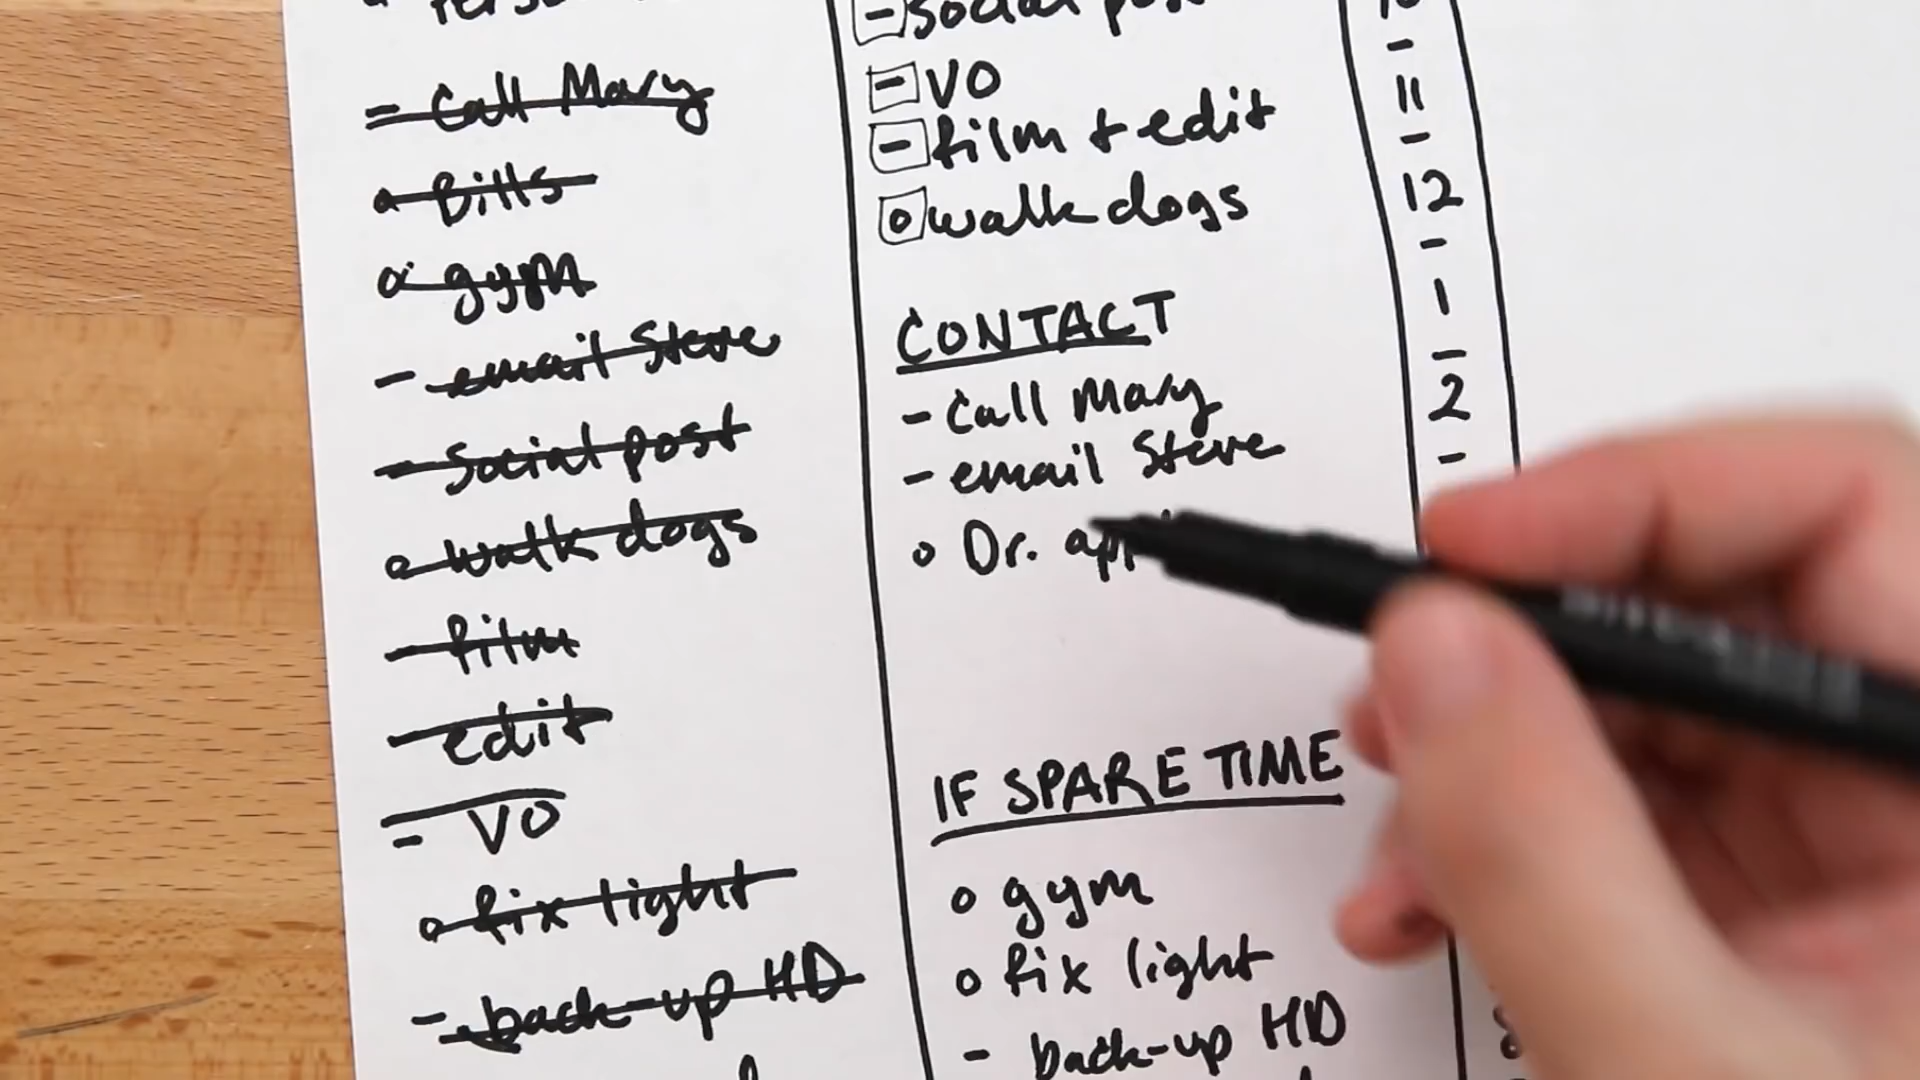 = Call Mary
o Bills
o gym
- email Steve
- Social post
o walk dogs
- film
- edit
- VO
o fix light
- back-up HD
- social post
- VO
- film + edit
o walk dogs
CONTACT
- Call Mary
- email Steve
o Dr.
IF SPARE TIME
o gym
o fix light
- back-up HD
-
11
-
12
-
1
-
2
-